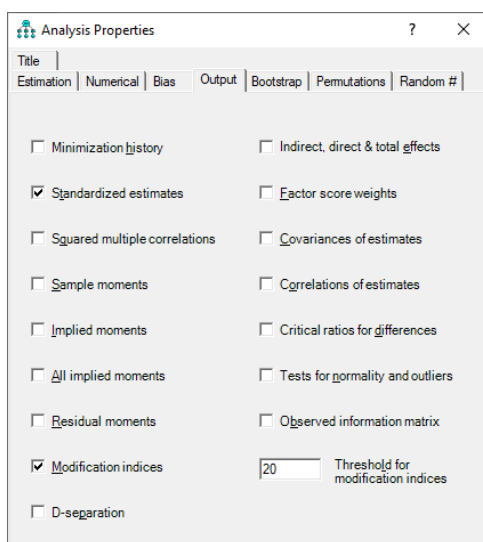 Analysis Properties ? X
Title
Estimation Numerical Bias Output Bootstrap Permutations Random #
Minimization history
Indirect, direct & total effects
Standardized estimates
Factor score weights
Squared multiple correlations
Covariances of estimates
Sample moments
Correlations of estimates
Implied moments
Critical ratios for differences
All implied moments
Tests for normality and outliers
Residual moments
Observed information matrix
Modification indices
20
Threshold for
modification indices
D-separation